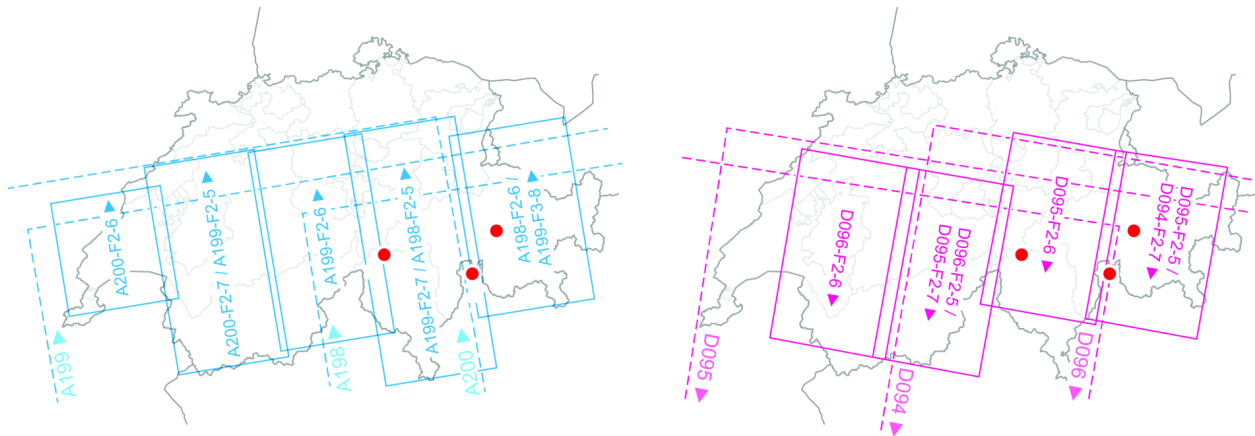 A200-F2-6
A200-F2-7 / A199-F2-5
A199-F2-6
A199-F2-7 / A198-F2-5
A198-F2-6 /
A199-F3-8
A199
A198
A200
D096-F2-6
D096-F2-5 /
D095-F2-7
D095-F2-6
D095-F2-5 /
D094-F2-7
D095
D094
D096